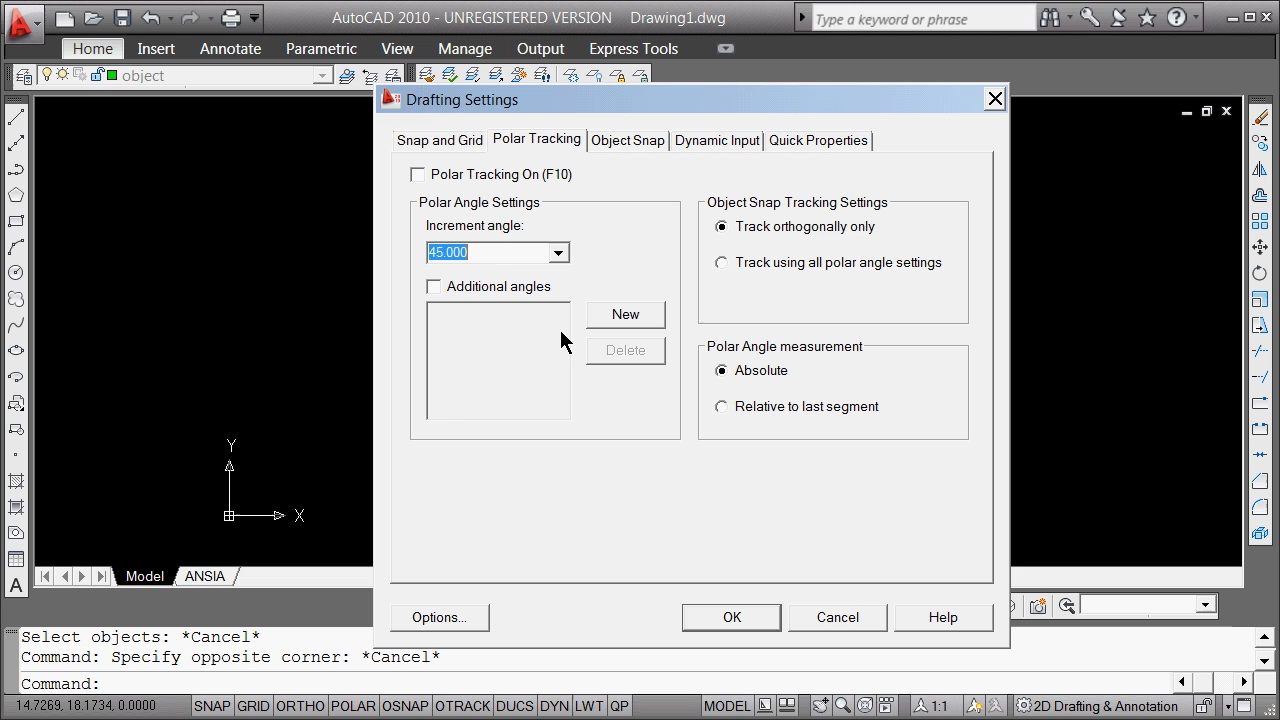 AutoCAD 2010 - UNREGISTERED VERSION Drawing1.dwg
Type a keyword or phrase
Home Insert Annotate Parametric View Manage Output Express Tools
object
Drafting Settings
Snap and Grid Polar Tracking Object Snap Dynamic Input Quick Properties
Polar Tracking On (F10)
Polar Angle Settings
Increment angle:
45.000
Additional angles
New
Delete
Object Snap Tracking Settings
Track orthogonally only
Track using all polar angle settings
Polar Angle measurement
Absolute
Relative to last segment
Y
X
A
Model ANSIA
Options... OK Cancel Help
Select objects: *Cancel*
Command: Specify opposite corner: *Cancel*
Command:
14.7269, 18.1734, 0.0000 SNAP GRID ORTHO POLAR OSNAP OTRACK DUCS DYN LWT QP MODEL 1:1 2D Drafting & Annotation